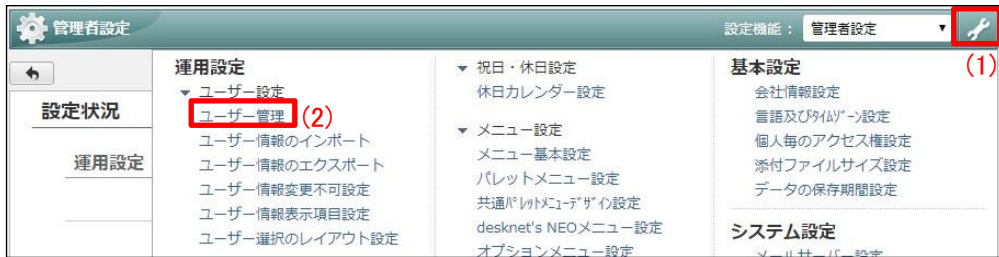 管理者設定
設定機能： 管理者設定
(1)
設定状況
運用設定
運用設定
ユーザー設定
ユーザー管理 (2)
ユーザー情報のインポート
ユーザー情報のエクスポート
ユーザー情報変更不可設定
ユーザー情報表示項目設定
ユーザー選択のレイアウト設定
祝日・休日設定
休日カレンダー設定
メニュー設定
メニュー基本設定
パレットメニュー設定
共通ﾊﾟﾚｯﾄﾒﾆｭｰﾃﾞｻﾞｲﾝ設定
desknet's NEOメニュー設定
オプションメニュー設定
基本設定
会社情報設定
言語及びﾀｲﾑｿﾞｰﾝ設定
個人毎のアクセス権設定
添付ファイルサイズ設定
データの保存期間設定
システム設定
メールサーバー設定